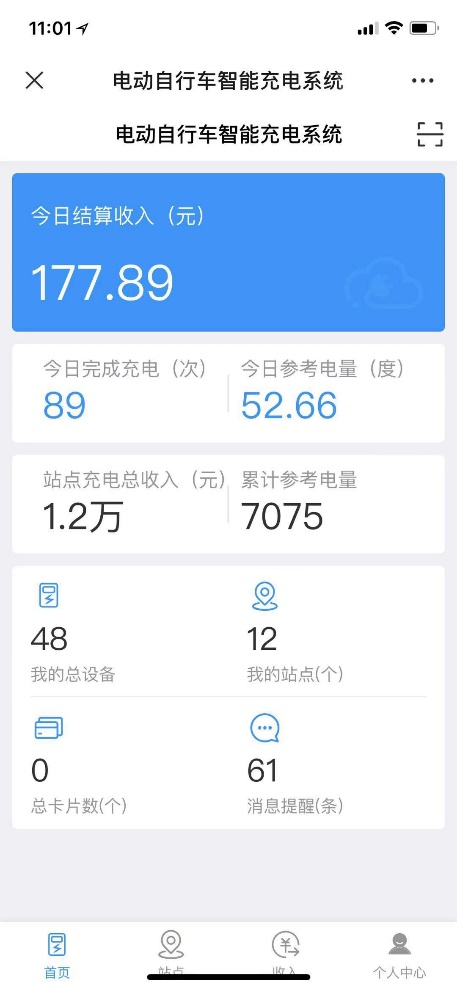 11:01
电动自行车智能充电系统
电动自行车智能充电系统
今日结算收入（元）
177.89
今日完成充电（次） 今日参考电量（度）
89 52.66
站点充电总收入（元） 累计参考电量
1.2万 7075
48 12
我的总设备 我的站点(个)
0 61
总卡片数(个) 消息提醒(条)
首页 站点 收入 个人中心